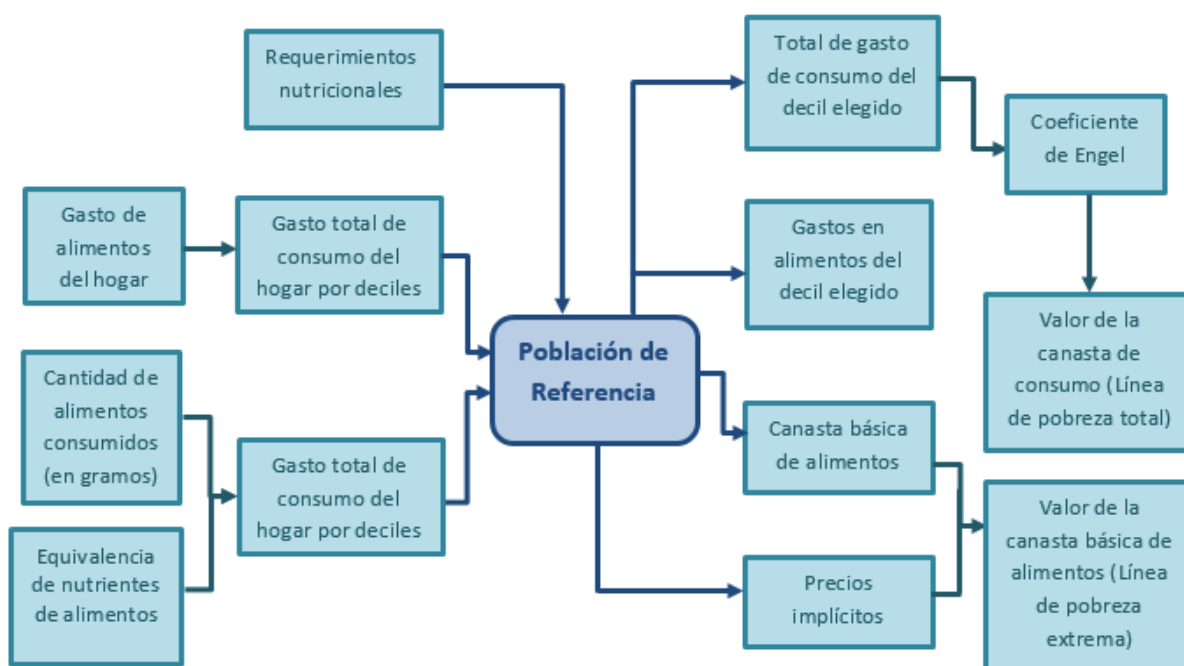 Requerimientos
nutricionales
Total de gasto
de consumo del
decil elegido
Coeficiente
de Engel
Gasto de
alimentos
del hogar
Gasto total de
consumo del
hogar por deciles
Gastos en
alimentos del
decil elegido
Población de
Referencia
Valor de la
canasta de
consumo (Línea
de pobreza total)
Cantidad de
alimentos
consumidos
(en gramos)
Gasto total de
consumo del
hogar por deciles
Canasta básica
de alimentos
Equivalencia
de nutrientes
de alimentos
Precios
implícitos
Valor de la
canasta básica de
alimentos (Línea
de pobreza
extrema)